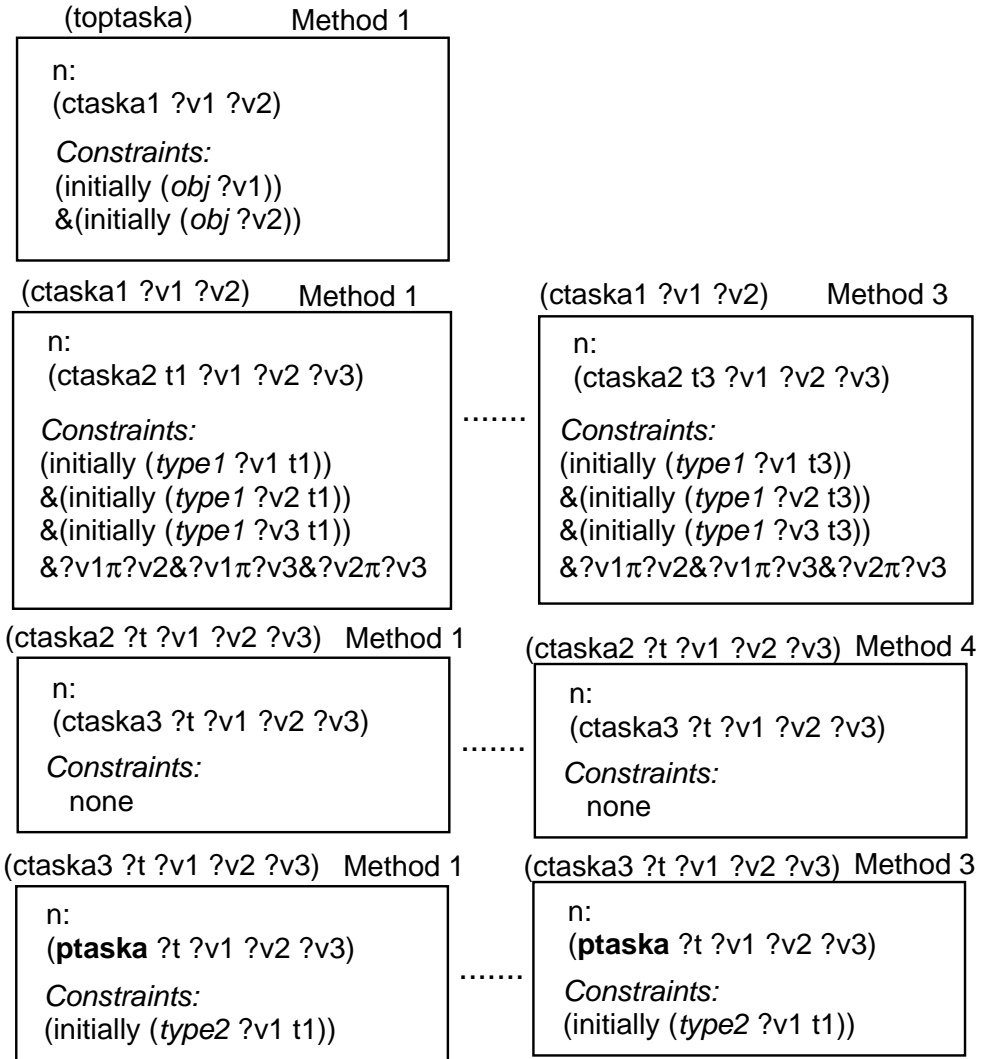 (toptaska) Method 1
n:
(ctaska1 ?v1 ?v2)
Constraints:
(initially (obj ?v1))
&(initially (obj ?v2))
(ctaska1 ?v1 ?v2) Method 1
n:
(ctaska2 t1 ?v1 ?v2 ?v3)
Constraints:
(initially (type1 ?v1 t1))
&(initially (type1 ?v2 t1))
&(initially (type1 ?v3 t1))
&?v1π?v2&?v1π?v3&?v2π?v3
.......
(ctaska1 ?v1 ?v2) Method 3
n:
(ctaska2 t3 ?v1 ?v2 ?v3)
Constraints:
(initially (type1 ?v1 t3))
&(initially (type1 ?v2 t3))
&(initially (type1 ?v3 t3))
&?v1π?v2&?v1π?v3&?v2π?v3
(ctaska2 ?t ?v1 ?v2 ?v3) Method 1
n:
(ctaska3 ?t ?v1 ?v2 ?v3)
Constraints:
none
.......
(ctaska2 ?t ?v1 ?v2 ?v3) Method 4
n:
(ctaska3 ?t ?v1 ?v2 ?v3)
Constraints:
none
(ctaska3 ?t ?v1 ?v2 ?v3) Method 1
n:
(ptaska ?t ?v1 ?v2 ?v3)
Constraints:
(initially (type2 ?v1 t1))
.......
(ctaska3 ?t ?v1 ?v2 ?v3) Method 3
n:
(ptaska ?t ?v1 ?v2 ?v3)
Constraints:
(initially (type2 ?v1 t1))